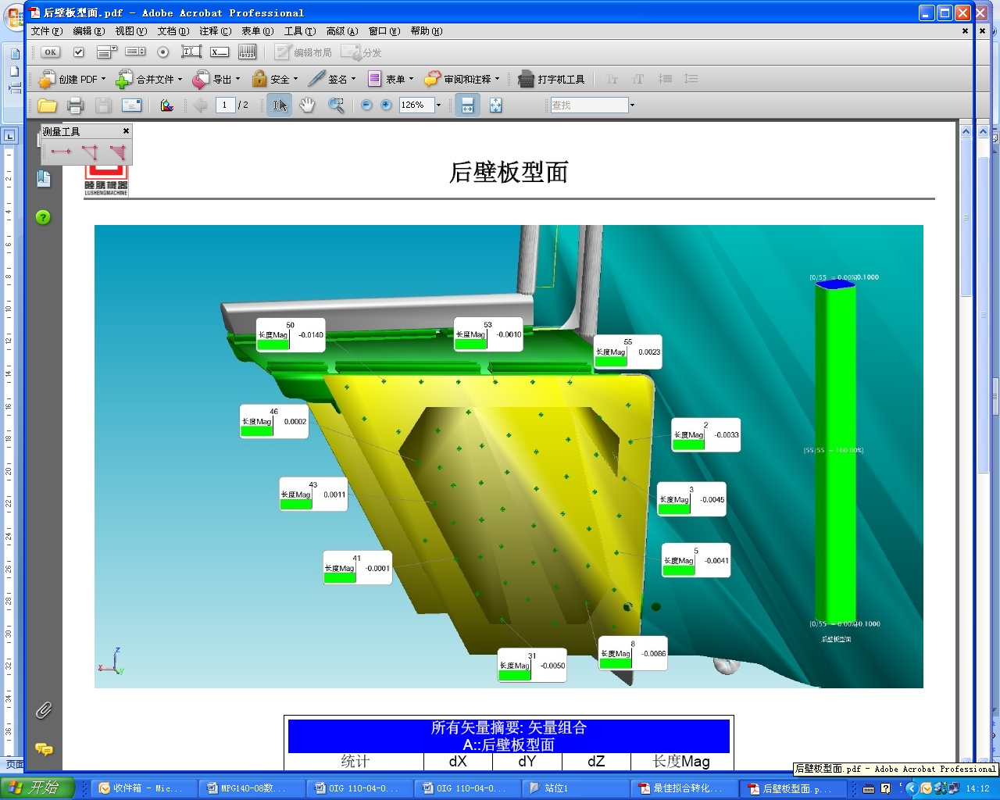 后壁板型面.pdf - Adobe Acrobat Professional
文件(F) 编辑(E) 视图(V) 文档(D) 注释(C) 表单(O) 工具(T) 高级(A) 窗口(W) 帮助(H)
OK 编辑布局 分发
创建 PDF 合并文件 导出 安全 签名 表单 审阅和注释 打字机工具
1 / 2 126% 查找
测量工具
睦勝機器
LUSHENGMACHINE
后壁板型面
[0/55 = 0.00%]0.1000
50
长度Mag -0.0140
53
长度Mag -0.0010
55
长度Mag 0.0023
46
长度Mag 0.0002
2
长度Mag -0.0033
[55/55 = 100.00%]
43
长度Mag 0.0011
3
长度Mag -0.0045
41
长度Mag -0.0001
5
长度Mag -0.0041
[0/55 = 0.00%]-0.1000
后壁板型面
31
长度Mag -0.0050
8
长度Mag -0.0086
z
x
y
所有矢量摘要: 矢量组合
A::后壁板型面
统计 dX dY dZ 长度Mag
页面
后壁板型面.pdf - Adobe Acrobat Professional
开始 收件箱 - Mic... MPG140-08数... OIG 110-04-0... OIG 110-04-0... 站位1 最佳拟合转化... 后壁板型面.p... 14:12